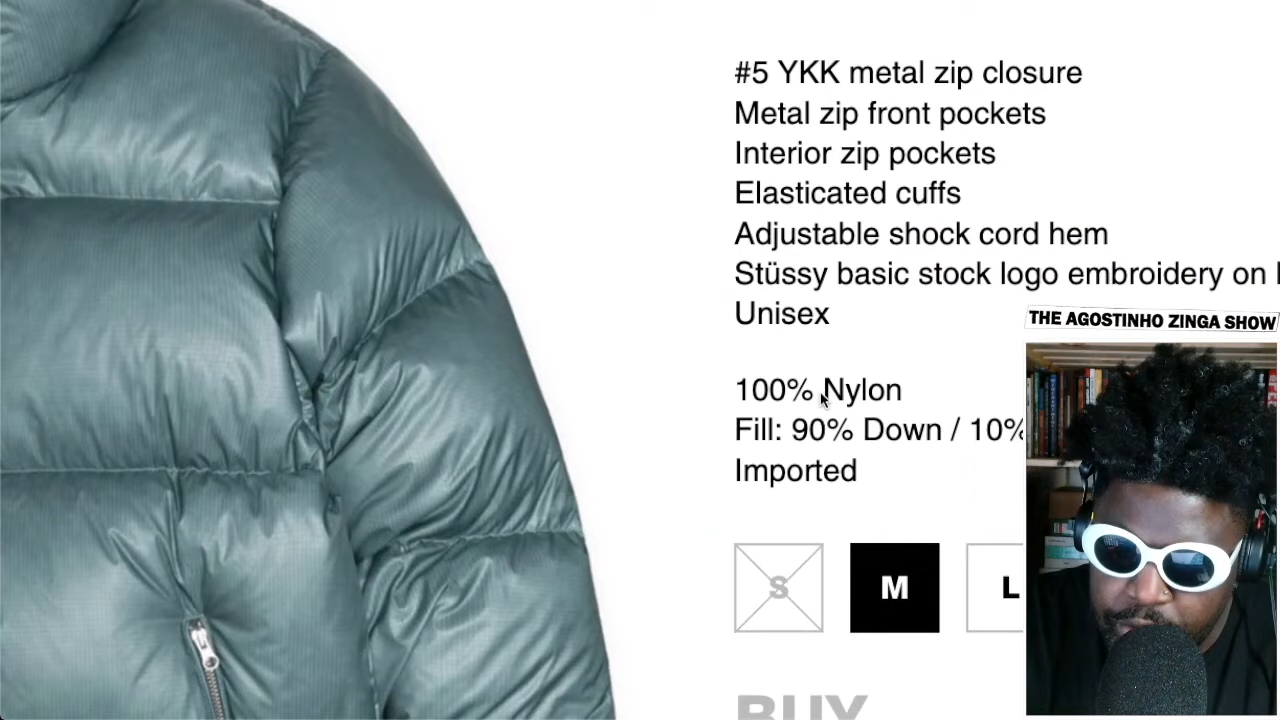 #5 YKK metal zip closure
Metal zip front pockets
Interior zip pockets
Elasticated cuffs
Adjustable shock cord hem
Stüssy basic stock logo embroidery on
Unisex
THE AGOSTINHO ZINGA SHOW
100% Nylon
Fill: 90% Down / 10%
Imported
S
M
L
BUY